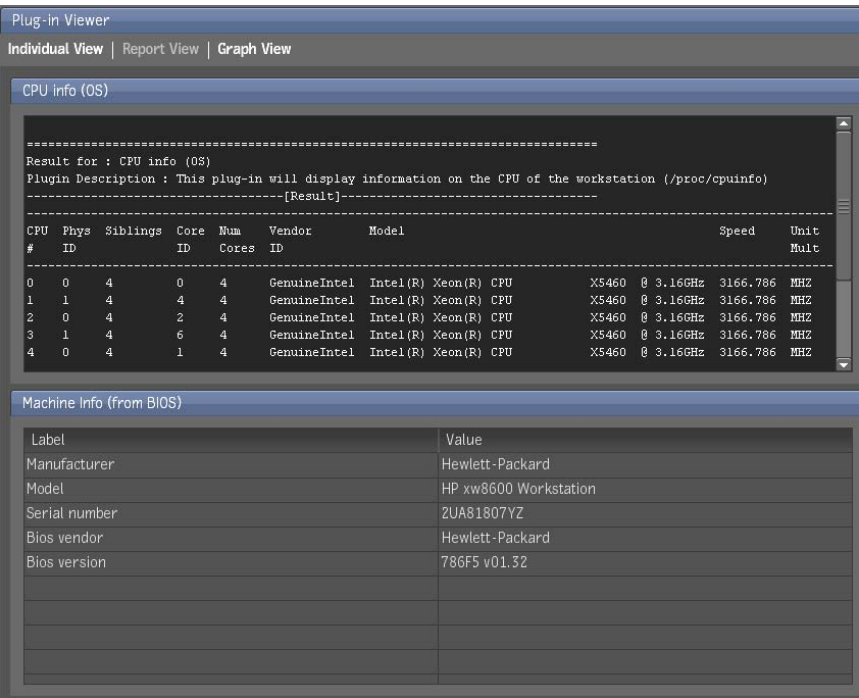 Plug-in Viewer
Individual View | Report View | Graph View
CPU info (OS)
================================================================================
Result for : CPU info (OS)
Plugin Description : This plug-in will display information on the CPU of the workstation (/proc/cpuinfo)
------------------------------------[Result]------------------------------------
CPU Phys Siblings Core Num Vendor Model Speed Unit
# ID ID Cores ID Mult
0 0 4 0 4 GenuineIntel Intel(R) Xeon(R) CPU X5460 @ 3.16GHz 3166.786 MHZ
1 1 4 4 4 GenuineIntel Intel(R) Xeon(R) CPU X5460 @ 3.16GHz 3166.786 MHZ
2 0 4 2 4 GenuineIntel Intel(R) Xeon(R) CPU X5460 @ 3.16GHz 3166.786 MHZ
3 1 4 6 4 GenuineIntel Intel(R) Xeon(R) CPU X5460 @ 3.16GHz 3166.786 MHZ
4 0 4 1 4 GenuineIntel Intel(R) Xeon(R) CPU X5460 @ 3.16GHz 3166.786 MHZ
Machine Info (from BIOS)
Label Value
Manufacturer Hewlett-Packard
Model HP xw8600 Workstation
Serial number 2UA81807YZ
Bios vendor Hewlett-Packard
Bios version 786F5 v01.32